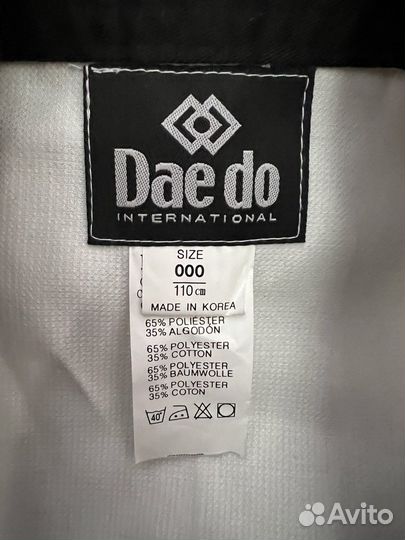 Dae do
INTERNATIONAL
SIZE
000
110cm
MADE IN KOREA
65% POLIESTER
35% ALGODÓN
65% POLYESTER
35% COTTON
65% POLYESTER
35% BAUMWOLLE
65% POLYESTER
35% COTON
40°
Avito